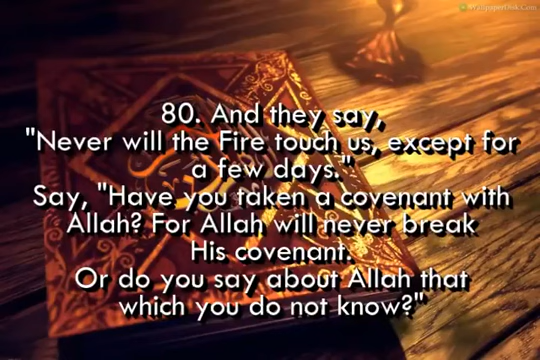 WallpaperDisk.Com
80. And they say,
"Never will the Fire touch us, except for
a few days."
Say, "Have you taken a covenant with
Allah? For Allah will never break
His covenant.
Or do you say about Allah that
which you do not know?"